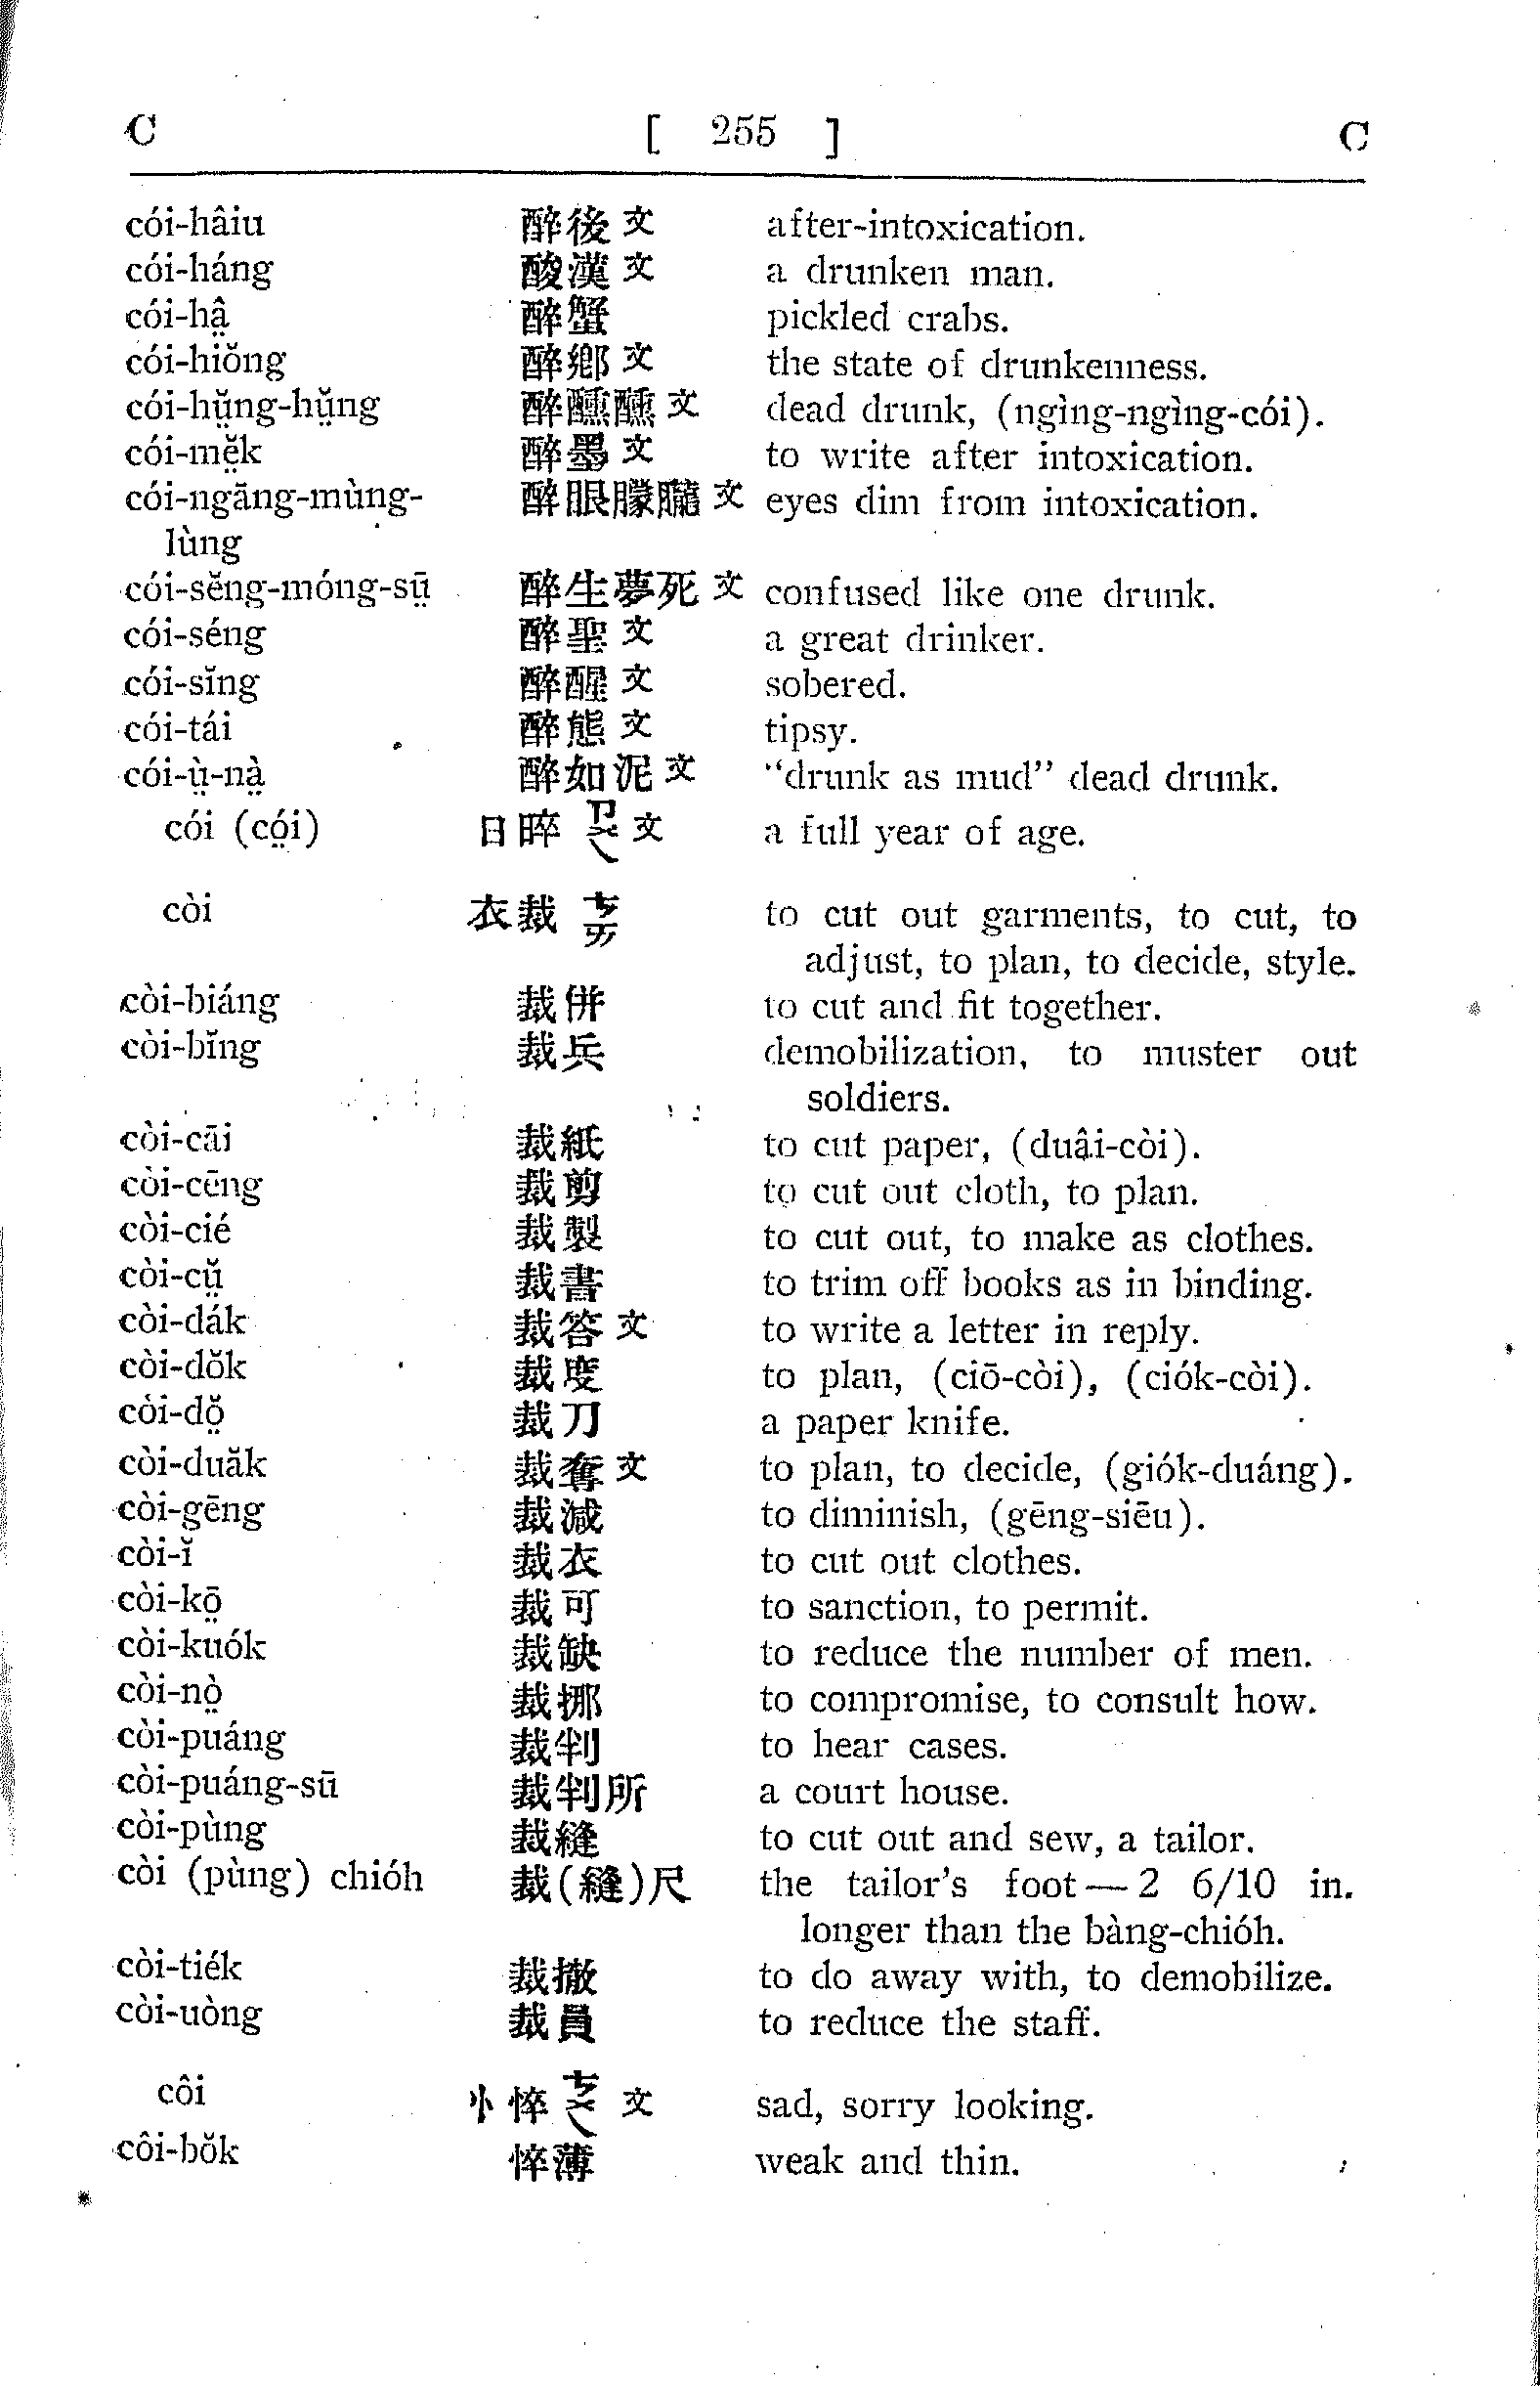 C [ 255 ] C
cói-hâiu 醉後文 after-intoxication.
cói-háng 酸漢文 a drunken man.
cói-hâ̤ 醉蟹 pickled crabs.
cói-hiŏng 醉鄉文 the state of drunkenness.
cói-hṳ̆ng-hṳ̆ng 醉醺醺文 dead drunk, (ngìng-ngìng-cói).
cói-mĕ̤k 醉墨文 to write after intoxication.
cói-ngāng-mùng- 醉眼朦朧文 eyes dim from intoxication.
lùng
cói-sĕng-móng-sṳ̄ 醉生夢死文 confused like one drunk.
cói-séng 醉聖文 a great drinker.
cói-sĭng 醉醒文 sobered.
cói-tái 醉態文 tipsy.
cói-ṳ̀-nà̤ 醉如泥文 “drunk as mud” dead drunk.
cói (có̤i) 日晬ㄗㄨㄟ文 a full year of age.
còi 衣裁ㄘㄞ to cut out garments, to cut, to
adjust, to plan, to decide, style.
còi-biáng 裁併 to cut and fit together.
còi-bĭng 裁兵 demobilization, to muster out
soldiers.
còi-cāi 裁紙 to cut paper, (duâi-còi).
còi-cēng 裁剪 to cut out cloth, to plan.
còi-cié 裁製 to cut out, to make as clothes.
còi-cṳ̆ 裁書 to trim off books as in binding.
còi-dák 裁答文 to write a letter in reply.
còi-dŏk 裁度 to plan, (ciō-còi), (ciók-còi).
còi-dŏ̤ 裁刀 a paper knife.
còi-duăk 裁奪文 to plan, to decide, (giók-duáng).
còi-gēng 裁減 to diminish, (gēng-siēu).
còi-ĭ 裁衣 to cut out clothes.
còi-kō̤ 裁可 to sanction, to permit.
còi-kuók 裁缺 to reduce the number of men.
còi-nò̤ 裁挪 to compromise, to consult how.
còi-puáng 裁判 to hear cases.
còi-puáng-sū 裁判所 a court house.
còi-pùng 裁縫 to cut out and sew, a tailor.
còi (pùng) chióh 裁(縫)尺 the tailor's foot — 2 6/10 in.
longer than the bàng-chióh.
còi-tiék 裁撤 to do away with, to demobilize.
còi-uòng 裁員 to reduce the staff.
côi 忄悴ㄘㄨㄟ文 sad, sorry looking.
côi-bŏk 悴薄 weak and thin.